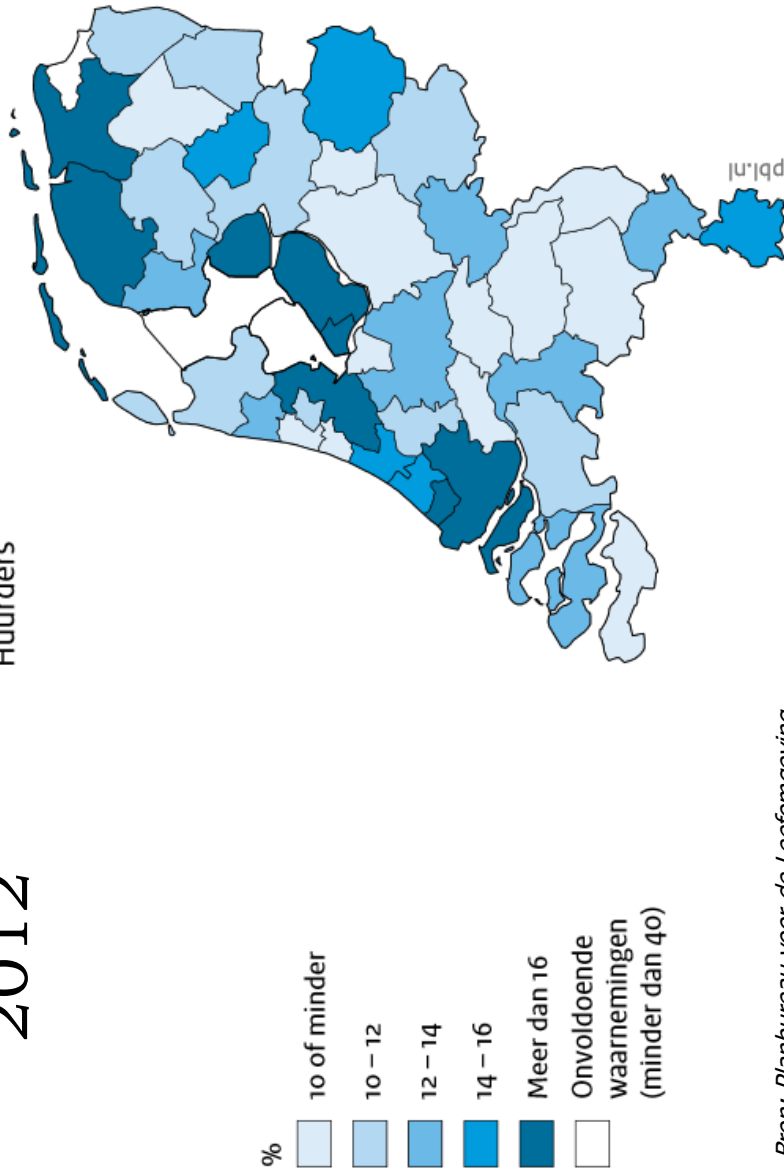 2012
Huurders
%
10 of minder
10 – 12
12 – 14
14 – 16
Meer dan 16
Onvoldoende
waarnemingen
(minder dan 40)
pbl.nl
Bron: Planbureau voor de Leefomgeving